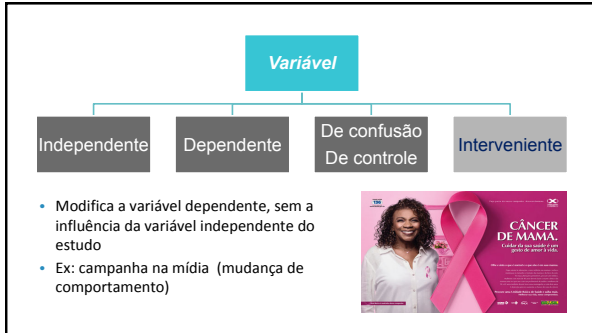 Variável
Independente
Dependente
De confusão
De controle
Interveniente
• Modifica a variável dependente, sem a
influência da variável independente do
estudo
• Ex: campanha na mídia (mudança de
comportamento)
CÂNCER
DE MAMA.
Cuidar da sua saúde é um
gesto de amor à vida.